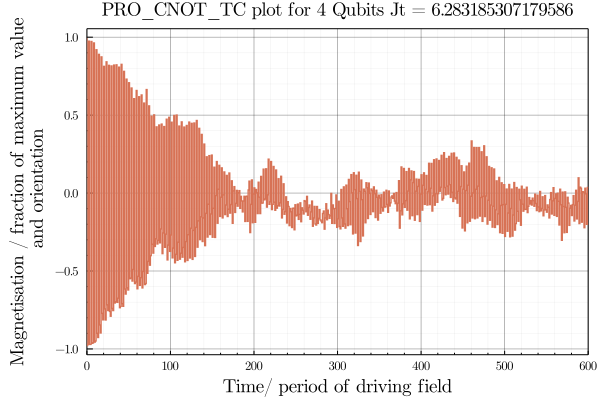 PRO_CNOT_TC plot for 4 Qubits Jt = 6.283185307179586
Magnetisation / fraction of maximum value
and orientation
1.0
0.5
0.0
−0.5
−1.0
0 100 200 300 400 500 600
Time/ period of driving field